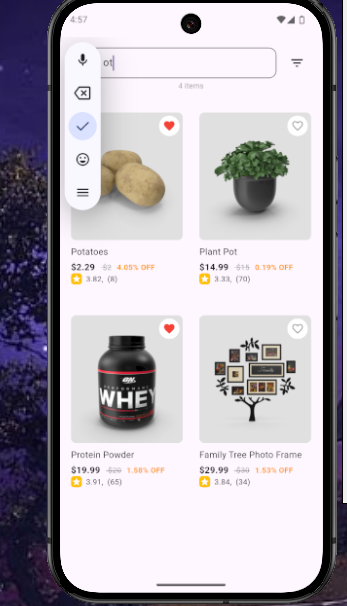 4:57
ot
4 items
Potatoes
$2.29 $2 4.05% OFF
3.82, (8)
Plant Pot
$14.99 $15 0.19% OFF
3.33, (70)
ON
WHEY
Protein Powder
$19.99 $20 1.58% OFF
3.91, (65)
Family Tree Photo Frame
$29.99 $30 1.53% OFF
3.84, (34)